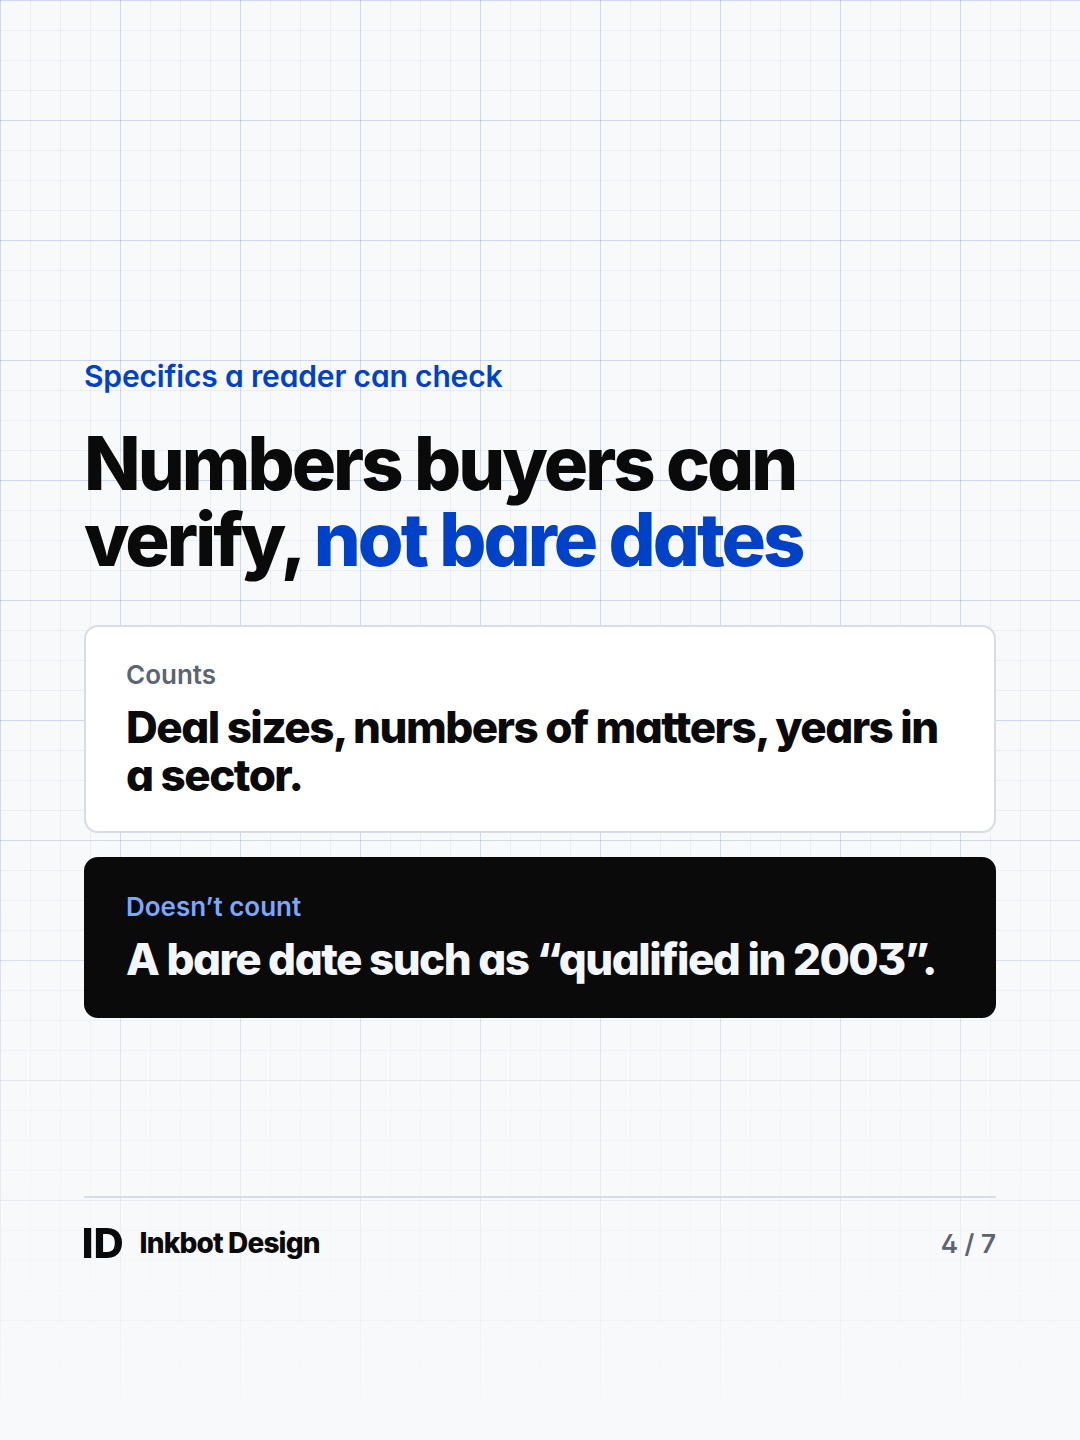 Specifics a reader can check
Numbers buyers can
verify, not bare dates
Counts
Deal sizes, numbers of matters, years in
a sector.
Doesn’t count
A bare date such as “qualified in 2003”.
ID Inkbot Design
4 / 7